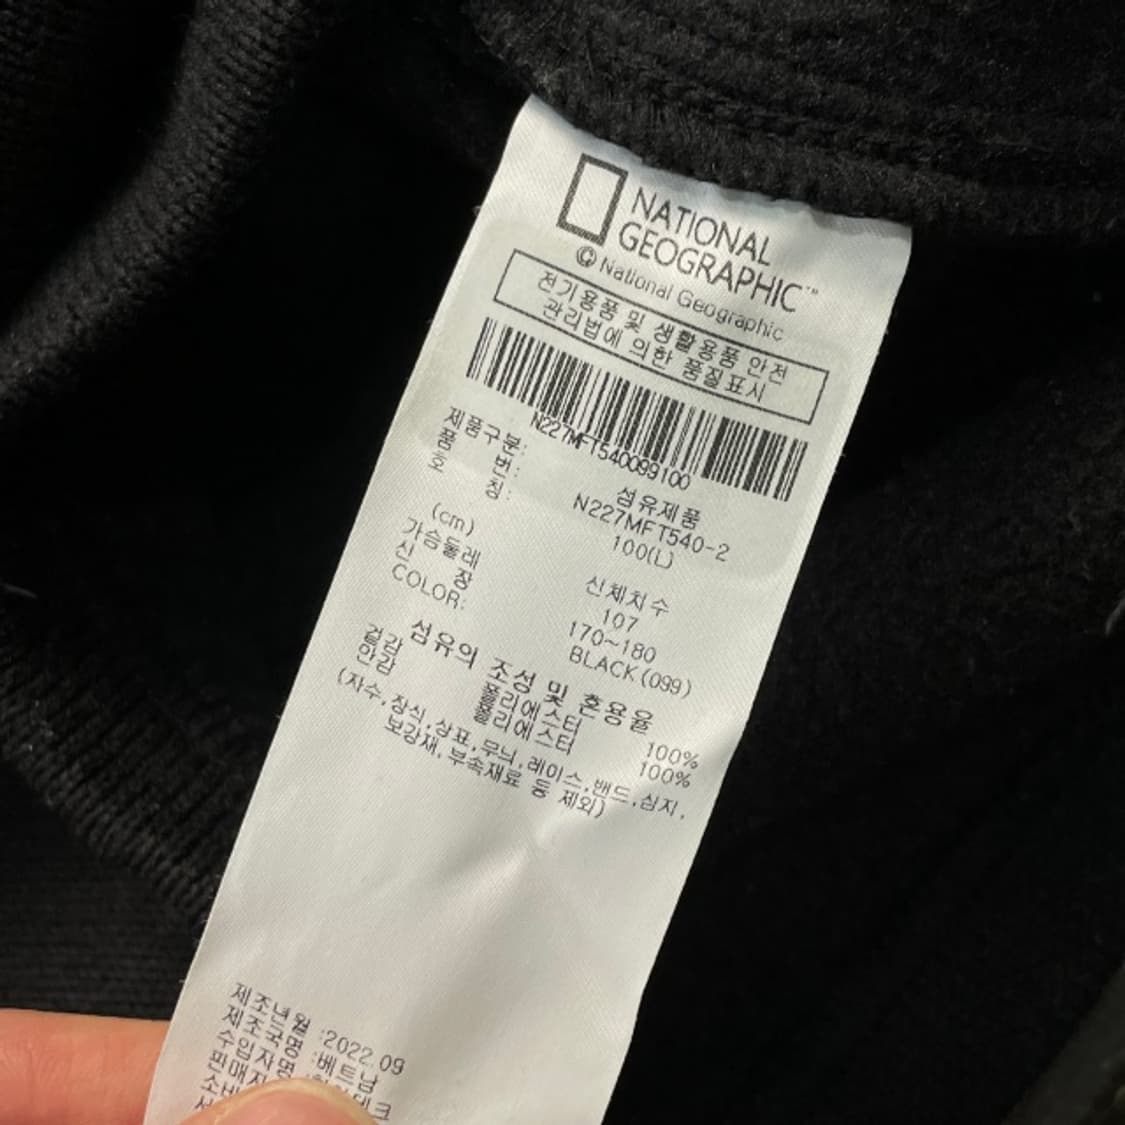 NATIONAL
GEOGRAPHIC™
© National Geographic
전기용품 및 생활용품 안전
관리법에 의한 품질표시
N227MFT540099100
제품구분: 섬유제품
품 번: N227MFT540-2
호 칭: 100(L)
(cm) 신체치수
가슴둘레 107
신 장 170~180
COLOR: BLACK(099)
섬유의 조성 및 혼용율
겉감 폴리에스터 100%
안감 폴리에스터 100%
(자수,장식,상표,무늬,레이스,밴드,심지,
보강재,부속재료 등 제외)
제조년월 :2022.09
제조국명 :베트남
수입자명
판매자